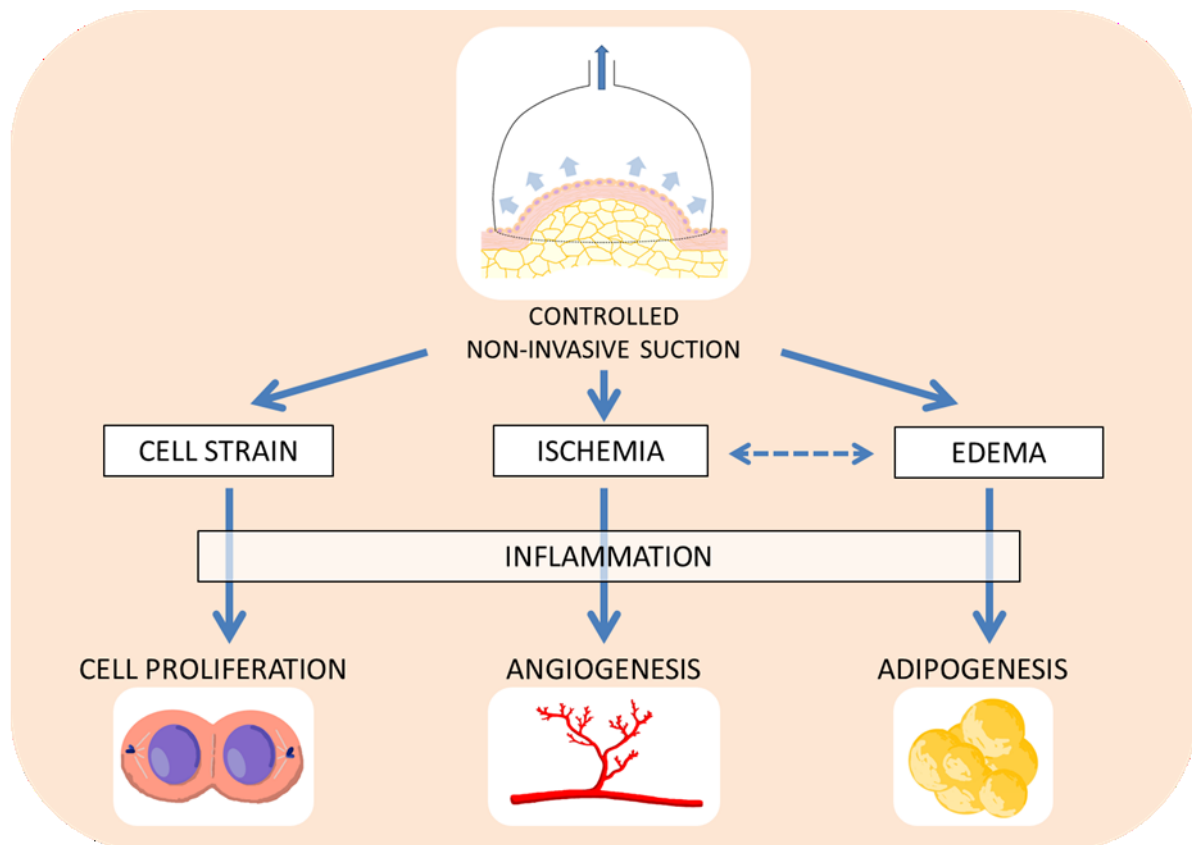 CONTROLLED
NON-INVASIVE SUCTION
CELL STRAIN
ISCHEMIA
EDEMA
INFLAMMATION
CELL PROLIFERATION
ANGIOGENESIS
ADIPOGENESIS